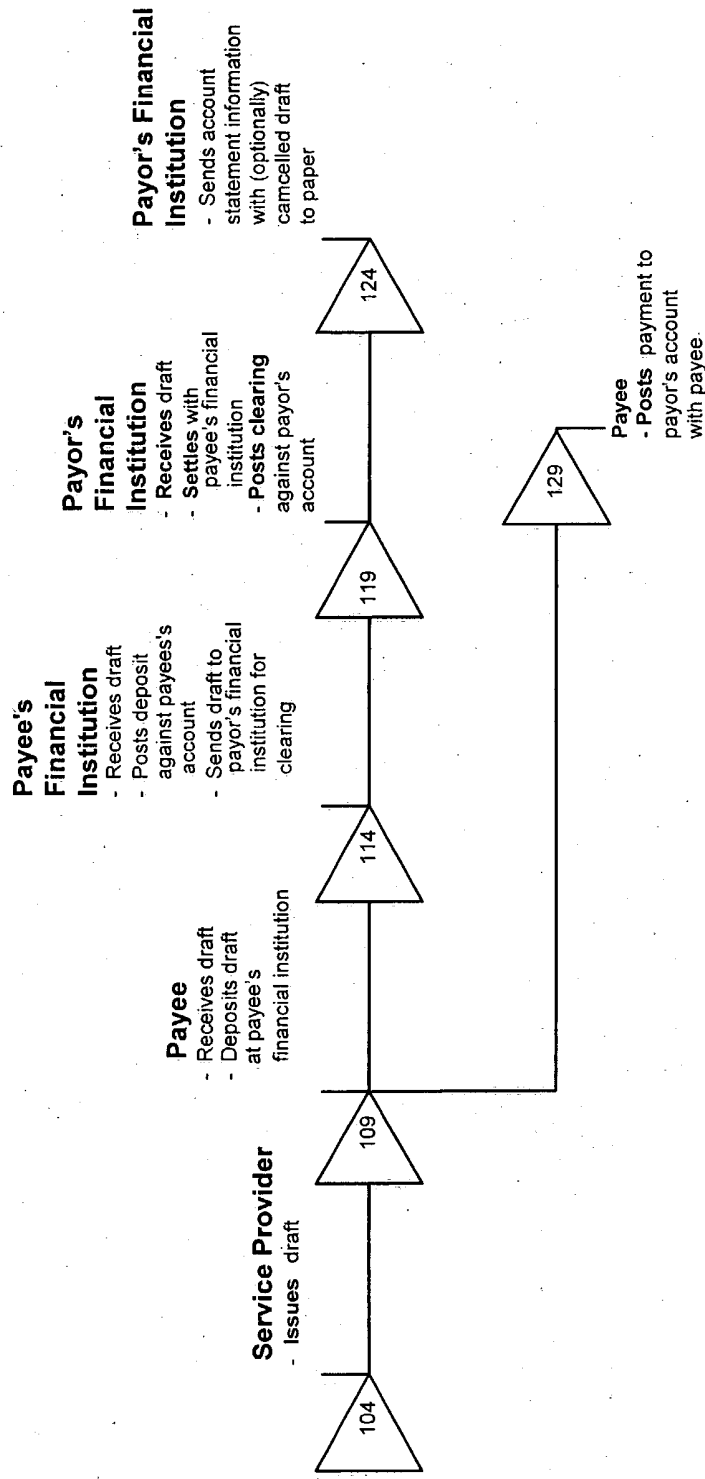 Service Provider
- Issues draft
104
Payee
- Receives draft
- Deposits draft
at payee's
financial institution
109
Payee's
Financial
Institution
- Receives draft
- Posts deposit
against payees's
account
- Sends draft to
payor's financial
institution for
clearing
114
Payor's
Financial
Institution
- Receives draft
- Settles with
payee's financial
institution
- Posts clearing
against payor's
account
119
Payor's Financial
Institution
- Sends account
statement information
with (optionally)
camcelled draft
to paper
124
129
Payee
- Posts payment to
payor's account
with payee